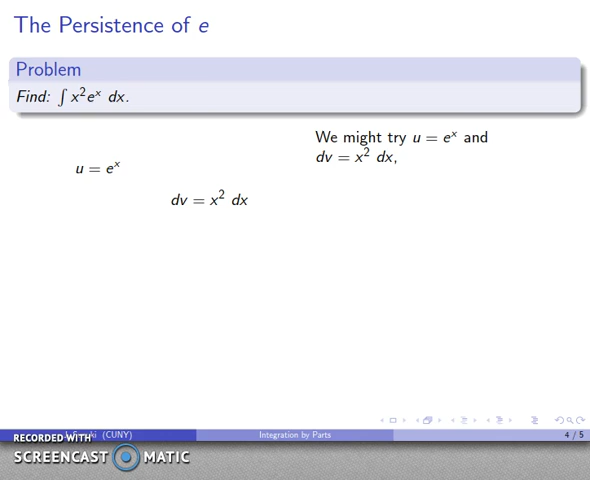 The Persistence of e
Problem
Find: ∫ x²eˣ dx.
We might try u = eˣ and
dv = x² dx,
u = eˣ
dv = x² dx
(CUNY)
Integration by Parts
4 / 5
RECORDED WITH
SCREENCAST MATIC